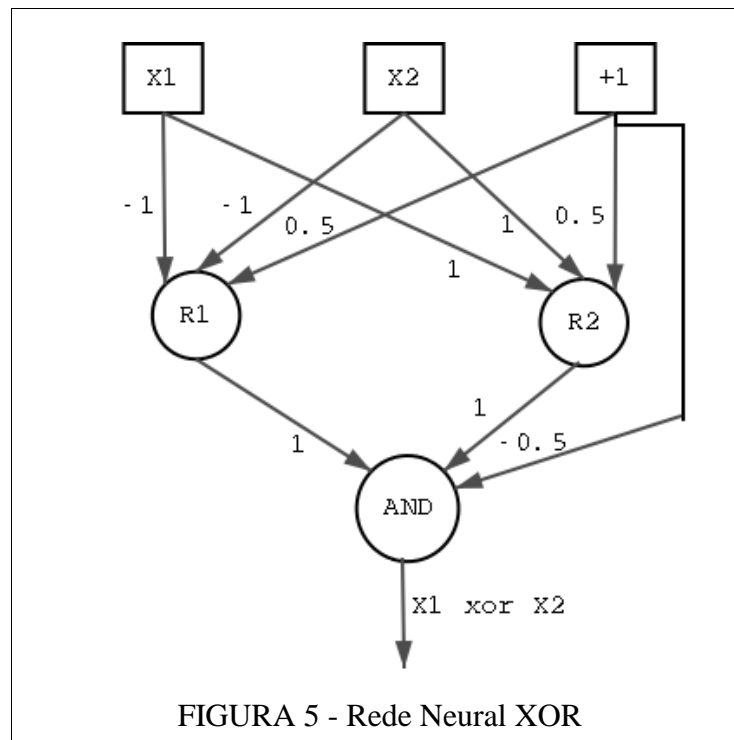 X1 X2 +1
-1 -1 0.5 1 0.5
1
R1 R2
1
1 -0.5
AND
X1 xor X2
FIGURA 5 - Rede Neural XOR